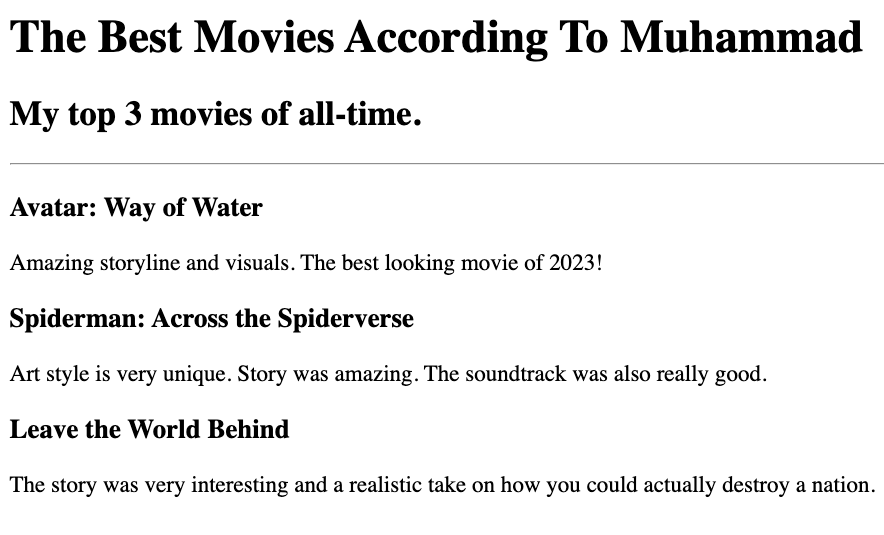 The Best Movies According To Muhammad
My top 3 movies of all-time.
Avatar: Way of Water
Amazing storyline and visuals. The best looking movie of 2023!
Spiderman: Across the Spiderverse
Art style is very unique. Story was amazing. The soundtrack was also really good.
Leave the World Behind
The story was very interesting and a realistic take on how you could actually destroy a nation.